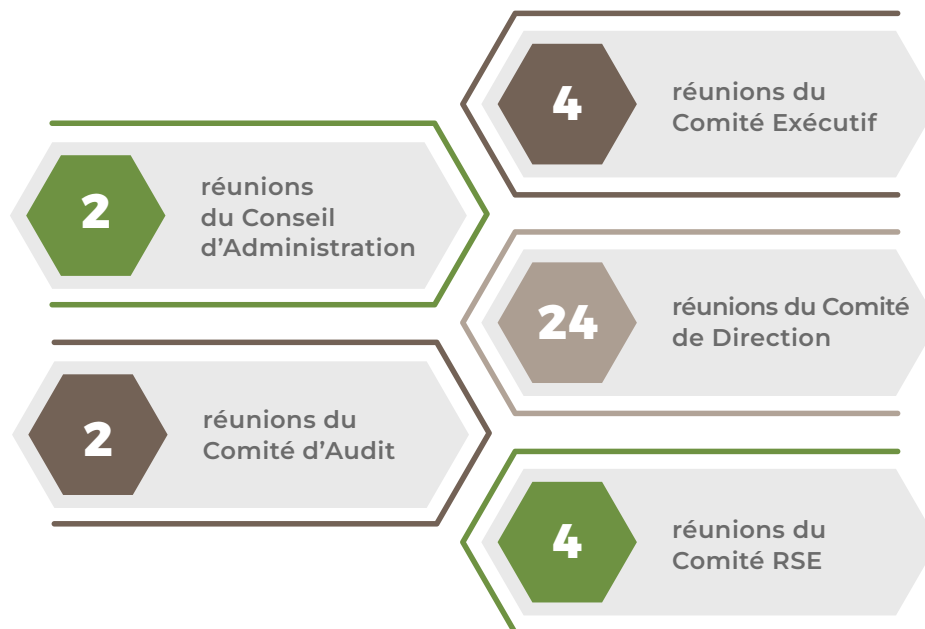 2
réunions
du Conseil
d’Administration
2
réunions du
Comité d’Audit
4
réunions du
Comité Exécutif
24
réunions du Comité
de Direction
4
réunions du
Comité RSE